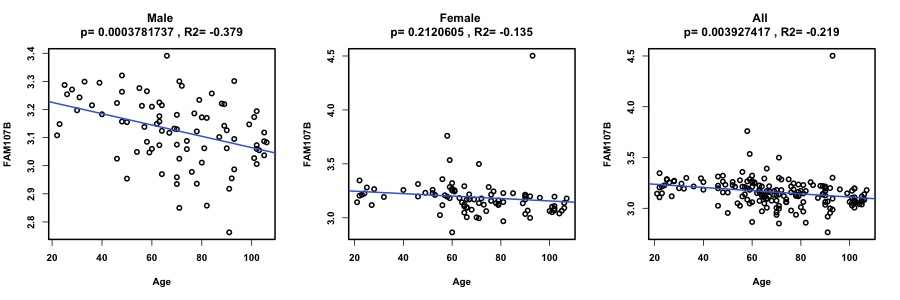 Male
p= 0.0003781737 , R2= -0.379
FAM107B
3.4
3.3
3.2
3.1
3.0
2.9
2.8
20 40 60 80 100
Age
Female
p= 0.2120605 , R2= -0.135
FAM107B
4.5
4.0
3.5
3.0
20 40 60 80 100
Age
All
p= 0.003927417 , R2= -0.219
FAM107B
4.5
4.0
3.5
3.0
20 40 60 80 100
Age